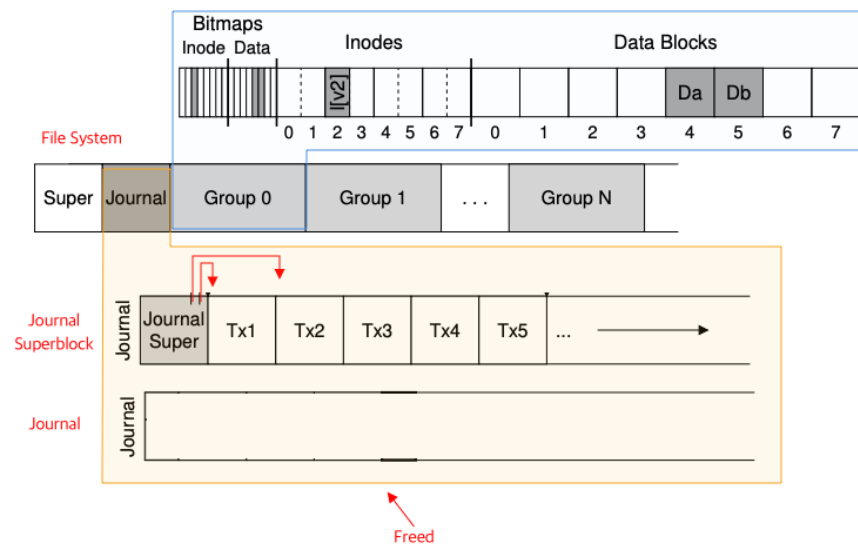 Bitmaps
Inode Data Inodes Data Blocks
I[v2] Da Db
0 1 2 3 4 5 6 7 0 1 2 3 4 5 6 7
File System
Super Journal Group 0 Group 1 . . . Group N
Journal
Superblock
Journal
Journal
Super
Tx1 Tx2 Tx3 Tx4 Tx5 ...
Journal
Journal
Freed